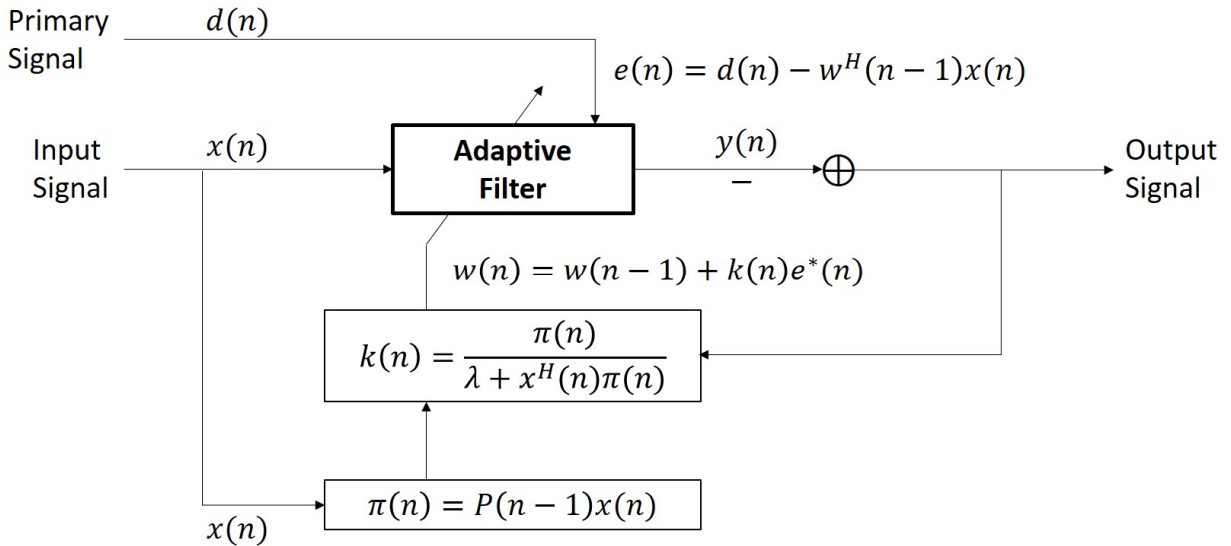 Primary
Signal
d(n)
e(n) = d(n) − w^H(n − 1)x(n)
Input
Signal
x(n)
Adaptive
Filter
y(n)
−
Output
Signal
w(n) = w(n − 1) + k(n)e^*(n)
k(n) = π(n) / λ + x^H(n)π(n)
π(n) = P(n − 1)x(n)
x(n)